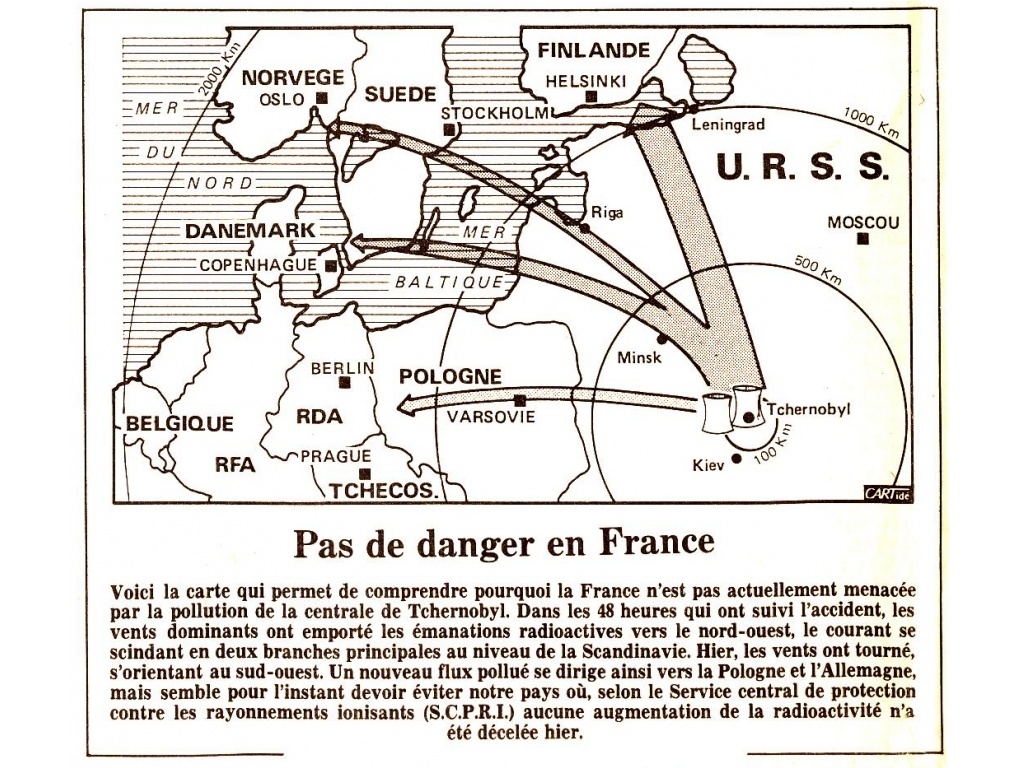 2000 Km
NORVEGE
OSLO
SUEDE
STOCKHOLM
FINLANDE
HELSINKI
Leningrad
1000 Km
MER
DU
NORD
U. R. S. S.
MOSCOU
Riga
DANEMARK
COPENHAGUE
MER
BALTIQUE
500 Km
Minsk
BERLIN
POLOGNE
VARSOVIE
RDA
BELGIQUE
RFA
PRAGUE
TCHECOS.
Tchernobyl
100 Km
Kiev
CARTidé
Pas de danger en France
Voici la carte qui permet de comprendre pourquoi la France n'est pas actuellement menacée
par la pollution de la centrale de Tchernobyl. Dans les 48 heures qui ont suivi l'accident, les
vents dominants ont emporté les émanations radioactives vers le nord-ouest, le courant se
scindant en deux branches principales au niveau de la Scandinavie. Hier, les vents ont tourné,
s'orientant au sud-ouest. Un nouveau flux pollué se dirige ainsi vers la Pologne et l'Allemagne,
mais semble pour l'instant devoir éviter notre pays où, selon le Service central de protection
contre les rayonnements ionisants (S.C.P.R.I.) aucune augmentation de la radioactivité n'a
été décelée hier.